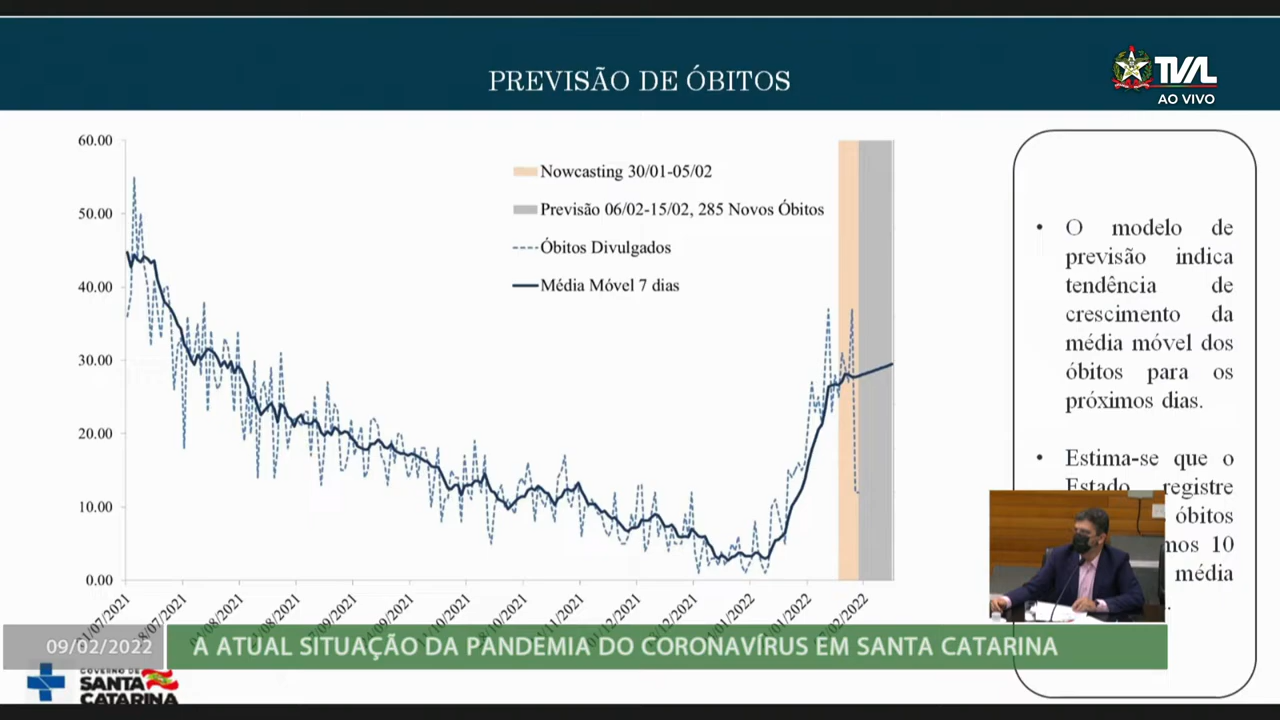 PREVISÃO DE ÓBITOS
TVAL
AO VIVO
60.00
50.00
40.00
30.00
20.00
10.00
0.00
Nowcasting 30/01-05/02
Previsão 06/02-15/02, 285 Novos Óbitos
Óbitos Divulgados
Média Móvel 7 dias
• O modelo de
previsão indica
tendência de
crescimento da
média móvel dos
óbitos para os
próximos dias.
• Estima-se que o
Estado registre
óbitos
10
média
09/02/2022
A ATUAL SITUAÇÃO DA PANDEMIA DO CORONAVÍRUS EM SANTA CATARINA
GOVERNO DE
SANTA
CATARINA